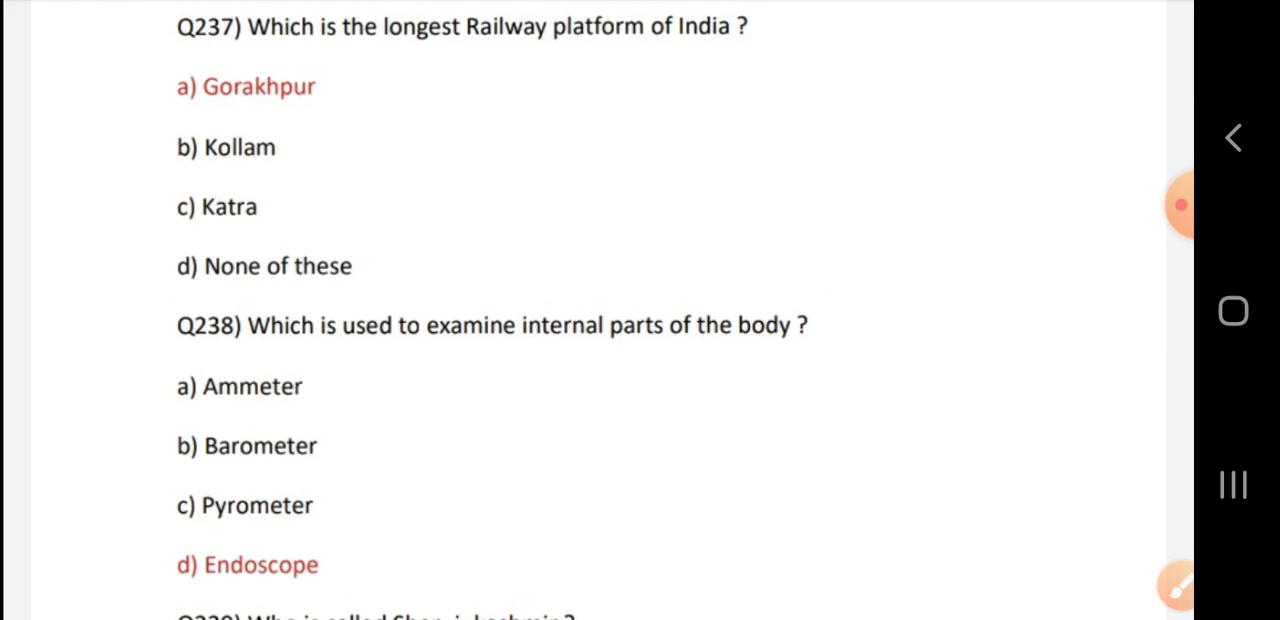 Q237) Which is the longest Railway platform of India ?
a) Gorakhpur
b) Kollam
c) Katra
d) None of these
Q238) Which is used to examine internal parts of the body ?
a) Ammeter
b) Barometer
c) Pyrometer
d) Endoscope